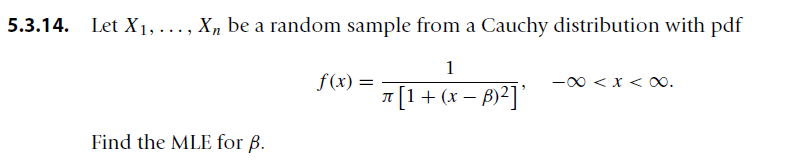 5.3.14. Let X₁, . . . , Xₙ be a random sample from a Cauchy distribution with pdf
f(x) = 1 / (π [1 + (x − β)²]), −∞ < x < ∞.
Find the MLE for β.